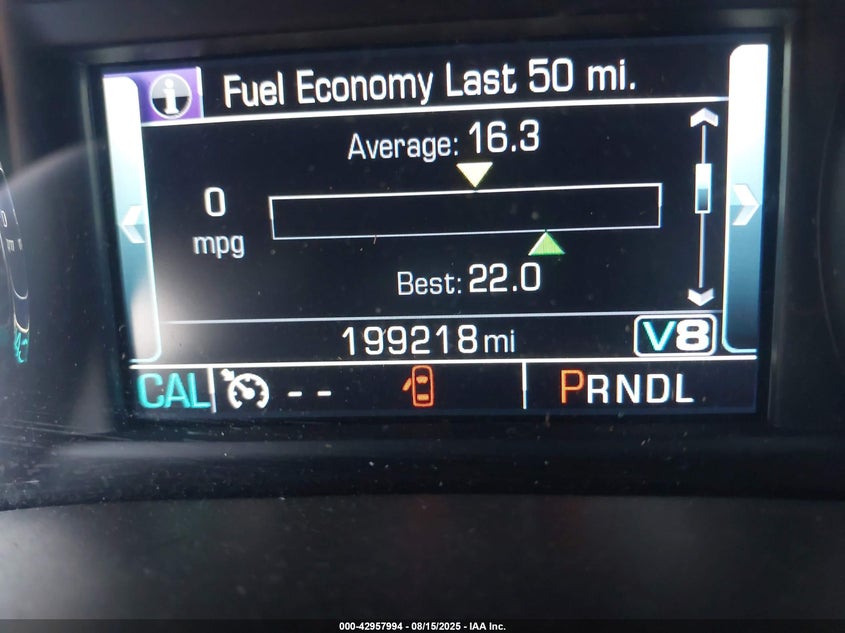 Fuel Economy Last 50 mi.
Average: 16.3
0
mpg
Best: 22.0
199218 mi
V8
CAL -- PRNDL
000-42957994 - 08/15/2025 - IAA Inc.